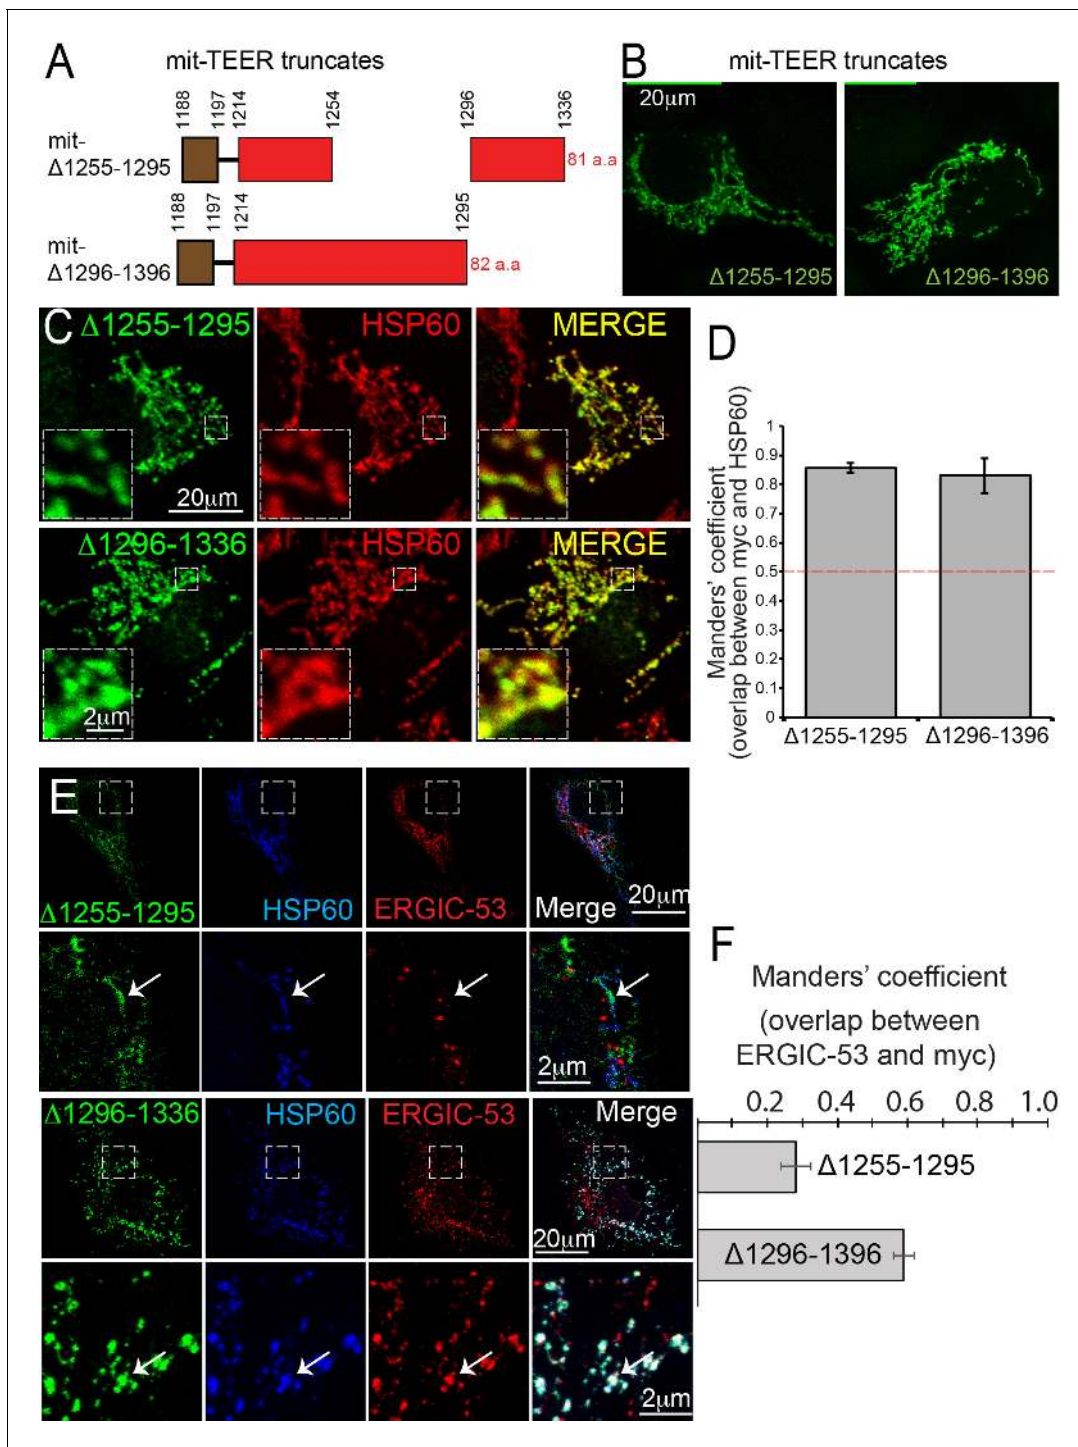 A
mit-TEER truncates
1188
1197
1214
1254
1296
1336
mit-
Δ1255-1295
81 a.a
1188
1197
1214
1295
mit-
Δ1296-1396
82 a.a
B
mit-TEER truncates
20μm
Δ1255-1295
Δ1296-1396
C
Δ1255-1295
HSP60
MERGE
20μm
Δ1296-1336
HSP60
MERGE
2μm
D
Manders' coefficient
(overlap between myc and HSP60)
1
0.9
0.8
0.7
0.6
0.5
0.4
0.3
0.2
0.1
0
Δ1255-1295
Δ1296-1396
E
Δ1255-1295
HSP60
ERGIC-53
Merge
20μm
2μm
Δ1296-1336
HSP60
ERGIC-53
Merge
20μm
2μm
F
Manders' coefficient
(overlap between
ERGIC-53 and myc)
0.2 0.4 0.6 0.8 1.0
Δ1255-1295
Δ1296-1396